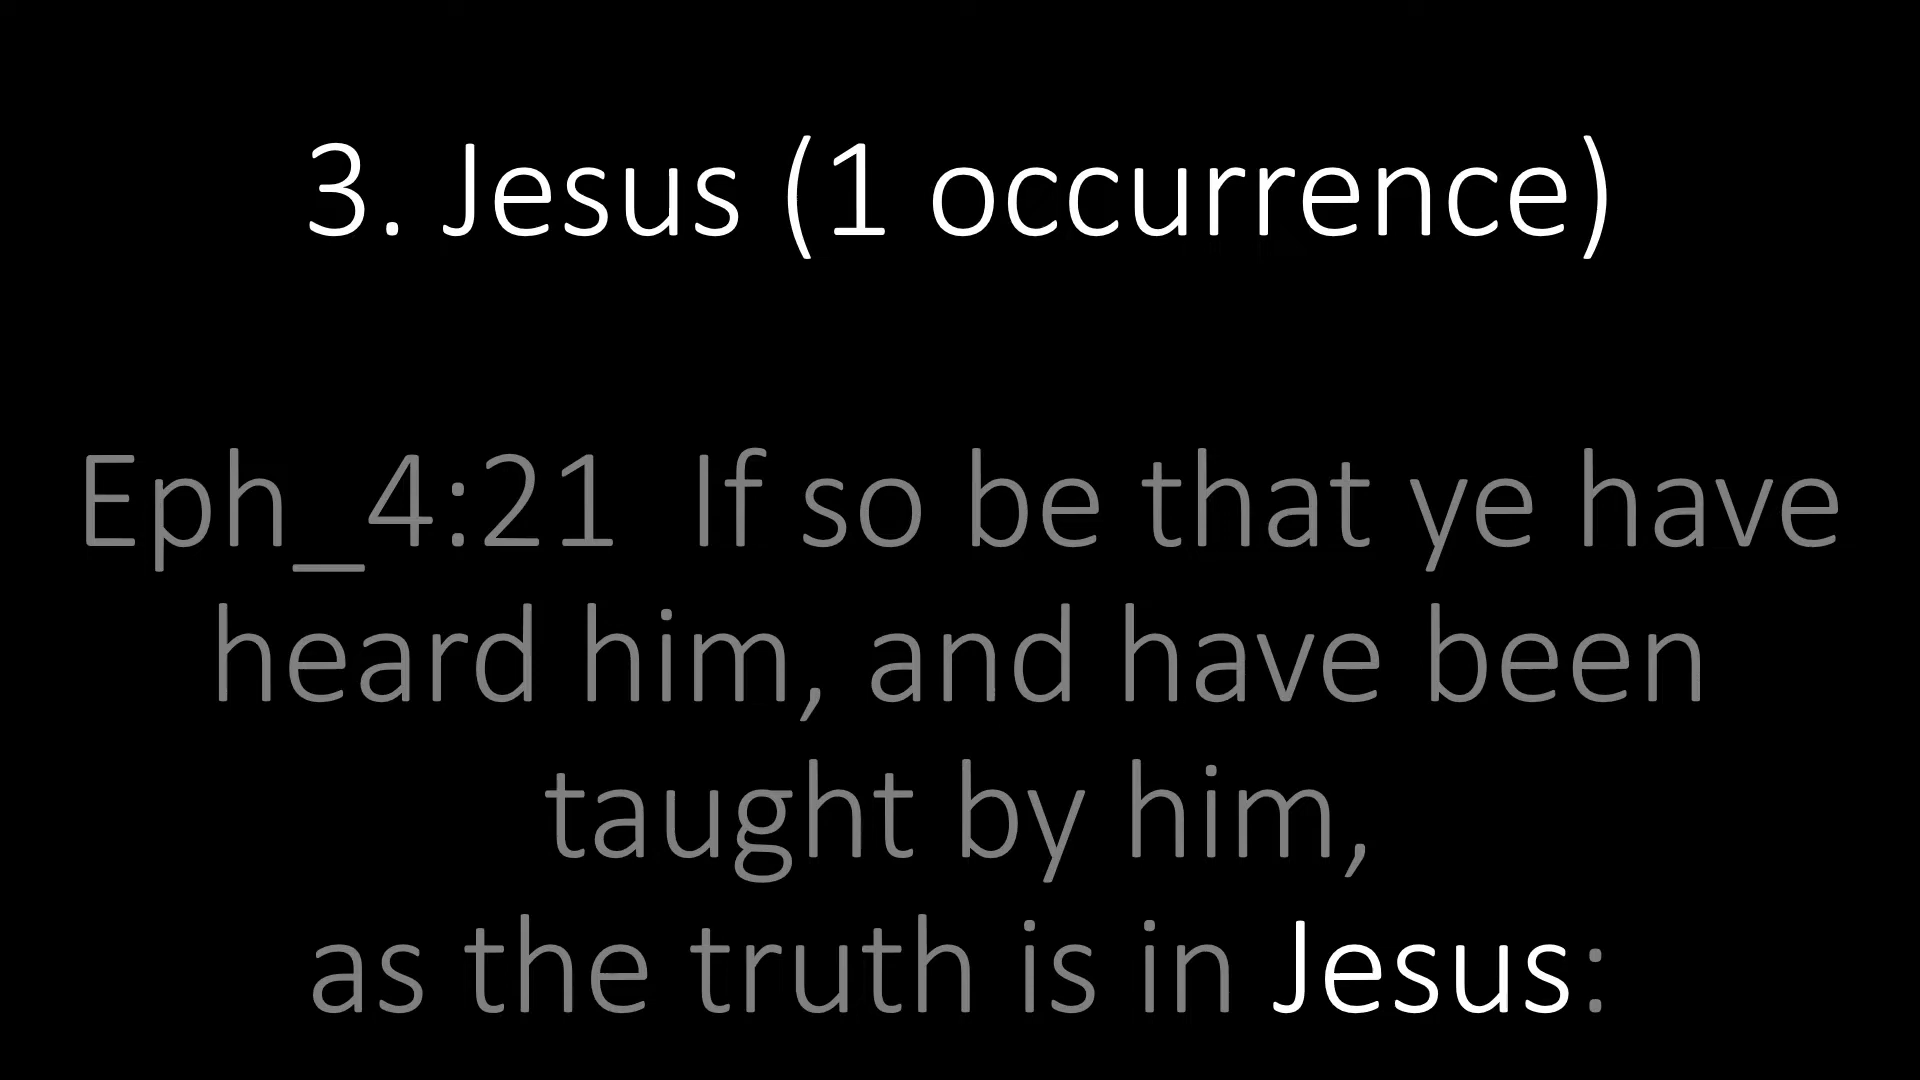 3. Jesus (1 occurrence)
Eph_4:21  If so be that ye have
heard him, and have been
taught by him,
as the truth is in Jesus: